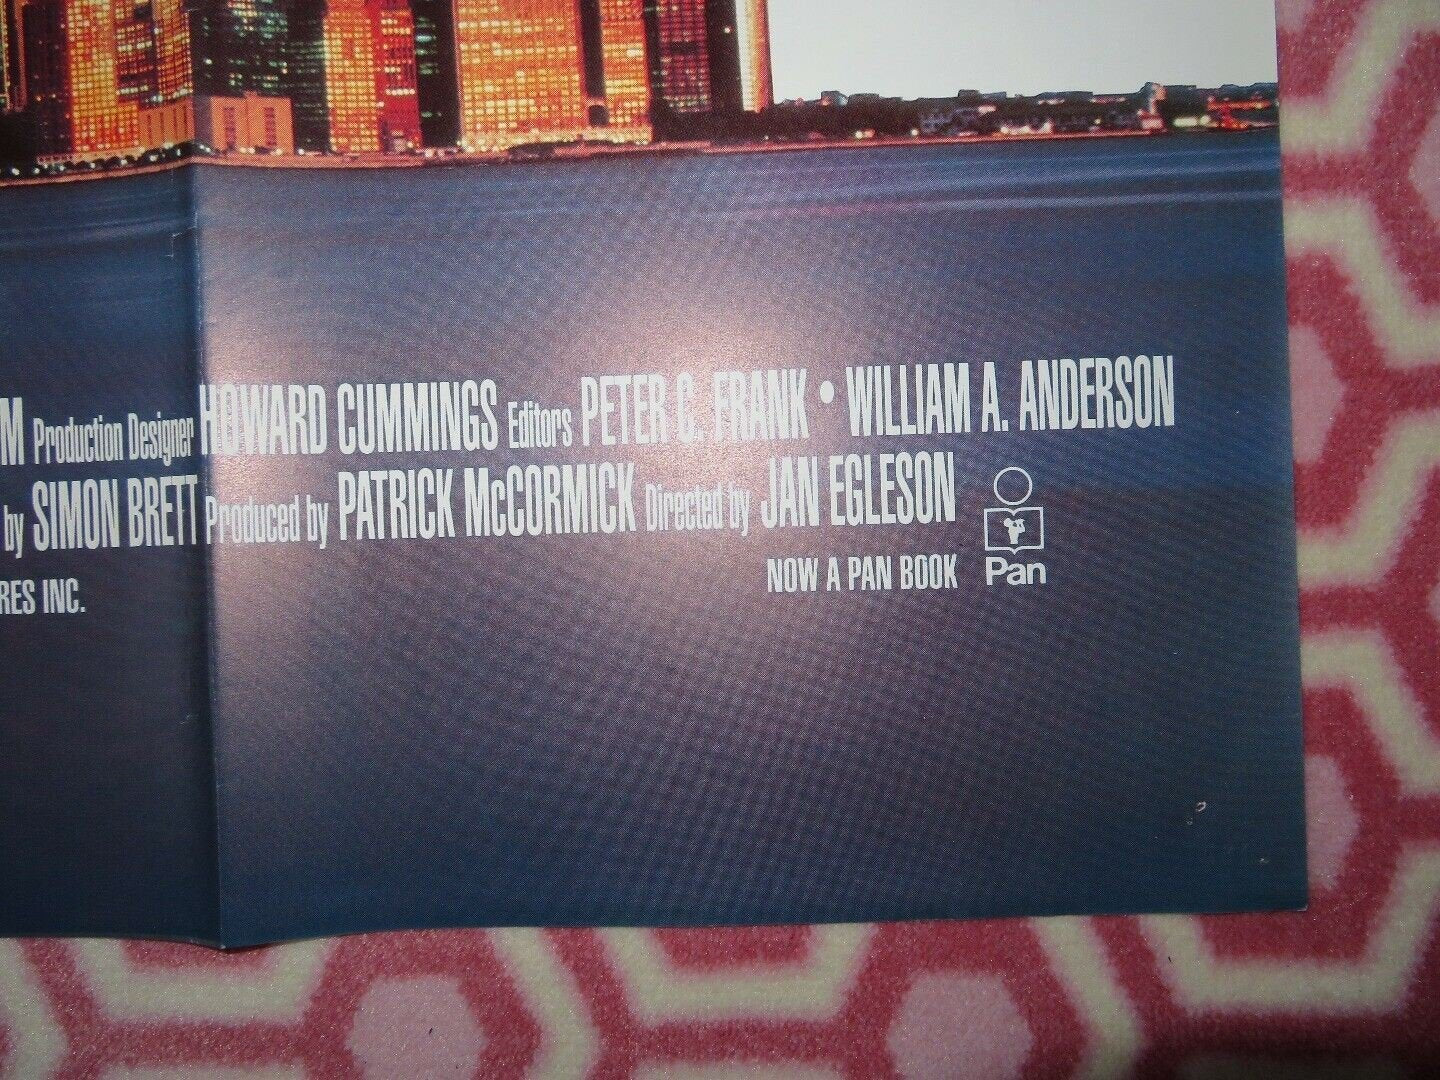 M Production Designer HOWARD CUMMINGS Editors PETER C. FRANK • WILLIAM A. ANDERSON
by SIMON BRETT Produced by PATRICK McCORMICK Directed by JAN EGLESON
RES INC.
NOW A PAN BOOK Pan